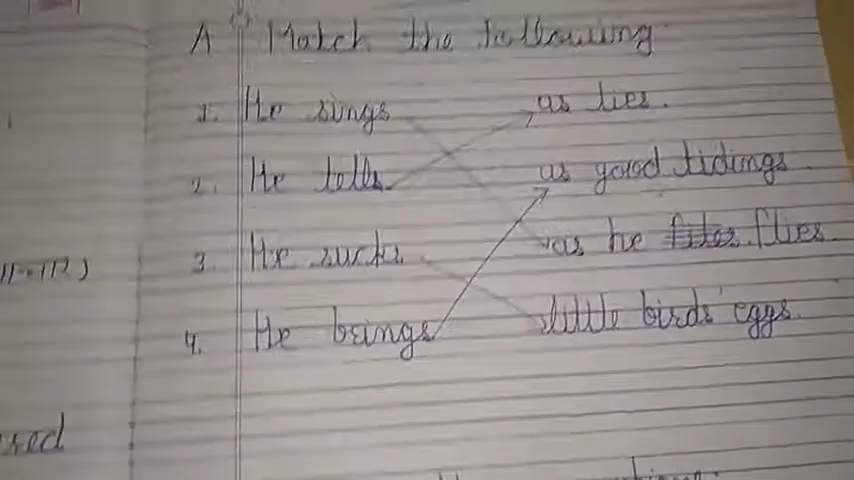 A Match the following
1. He sings as lies.
2. He tells as good tidings.
3. He sucks as he flies.
4. He brings little birds' eggs.